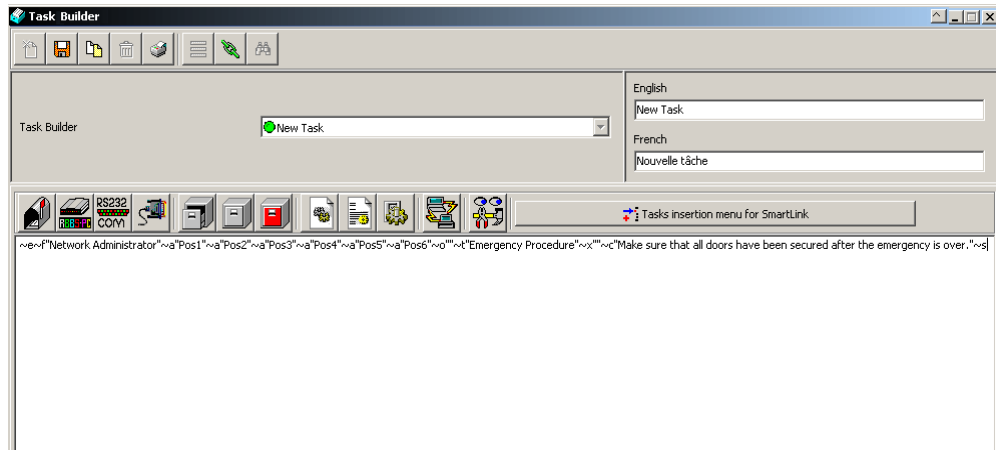 Task Builder
English
New Task
Task Builder
New Task
French
Nouvelle tâche
RS232
COM
Tasks insertion menu for SmartLink
~e~f"Network Administrator"~a"Pos1"~a"Pos2"~a"Pos3"~a"Pos4"~a"Pos5"~a"Pos6"~o""~t"Emergency Procedure"~x""~c"Make sure that all doors have been secured after the emergency is over."~s